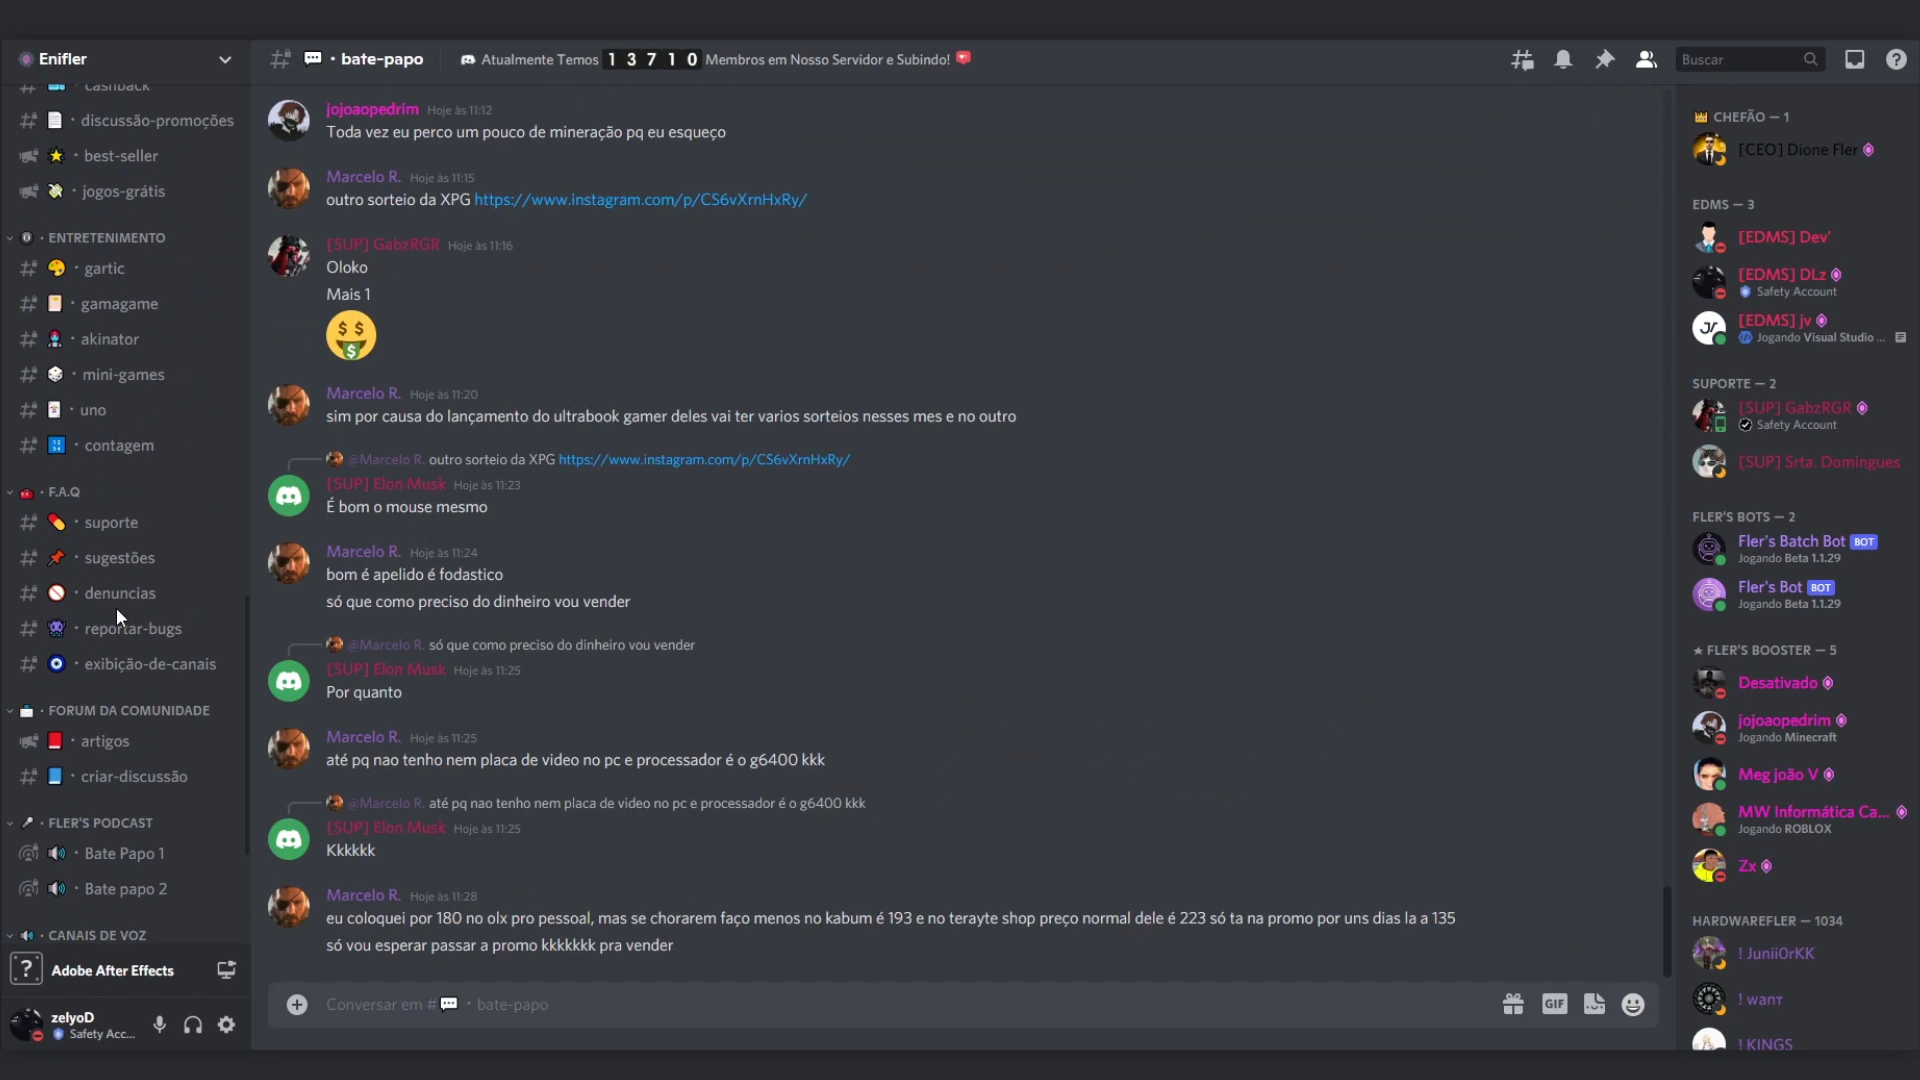 Enifler
cashback
discussão-promoções
best-seller
jogos-grátis
ENTRETENIMENTO
gartic
gamagame
akinator
mini-games
uno
contagem
F.A.Q
suporte
sugestões
denuncias
reportar-bugs
exibição-de-canais
FORUM DA COMUNIDADE
artigos
criar-discussão
FLER'S PODCAST
Bate Papo 1
Bate papo 2
CANAIS DE VOZ
Adobe After Effects
zelyoD
Safety Acc...
bate-papo
Atualmente Temos 1 3 7 1 0 Membros em Nosso Servidor e Subindo!
Buscar
jojoaopedrim Hoje às 11:12
Toda vez eu perco um pouco de mineração pq eu esqueço
Marcelo R. Hoje às 11:15
outro sorteio da XPG https://www.instagram.com/p/CS6vXrnHxRy/
[SUP] GabzRGR Hoje às 11:16
Oloko
Mais 1
Marcelo R. Hoje às 11:20
sim por causa do lançamento do ultrabook gamer deles vai ter varios sorteios nesses mes e no outro
@Marcelo R. outro sorteio da XPG https://www.instagram.com/p/CS6vXrnHxRy/
[SUP] Elon Musk Hoje às 11:23
É bom o mouse mesmo
Marcelo R. Hoje às 11:24
bom é apelido é fodastico
só que como preciso do dinheiro vou vender
@Marcelo R. só que como preciso do dinheiro vou vender
[SUP] Elon Musk Hoje às 11:25
Por quanto
Marcelo R. Hoje às 11:25
até pq nao tenho nem placa de video no pc e processador é o g6400 kkk
@Marcelo R. até pq nao tenho nem placa de video no pc e processador é o g6400 kkk
[SUP] Elon Musk Hoje às 11:25
Kkkkkk
Marcelo R. Hoje às 11:28
eu coloquei por 180 no olx pro pessoal, mas se chorarem faço menos no kabum é 193 e no terayte shop preço normal dele é 223 só ta na promo por uns dias la a 135
só vou esperar passar a promo kkkkkkk pra vender
Conversar em # bate-papo
GIF
CHEFÃO — 1
[CEO] Dione Fler
EDMS — 3
[EDMS] Dev'
[EDMS] DLz
Safety Account
[EDMS] jv
Jogando Visual Studio ...
SUPORTE — 2
[SUP] GabzRGR
Safety Account
[SUP] Srta. Domingues
FLER'S BOTS — 2
Fler's Batch Bot BOT
Jogando Beta 1.1.29
Fler's Bot BOT
Jogando Beta 1.1.29
★ FLER'S BOOSTER — 5
Desativado
jojoaopedrim
Jogando Minecraft
Meg joão V
MW Informática Ca...
Jogando ROBLOX
Zx
HARDWAREFLER — 1034
! Junii0rKK
! wanт
! KINGS